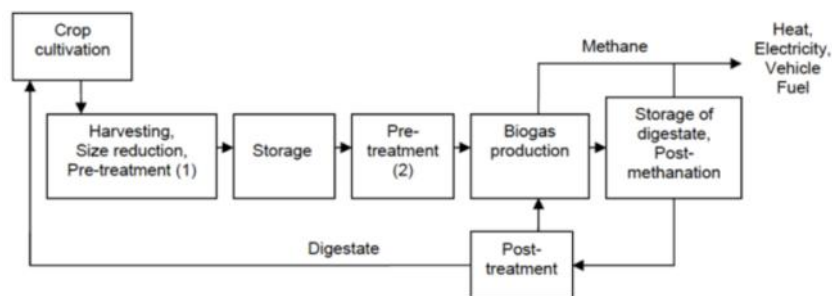 Crop
cultivation
Harvesting,
Size reduction,
Pre-treatment (1)
Storage
Pre-
treatment
(2)
Biogas
production
Methane
Storage of
digestate,
Post-
methanation
Heat,
Electricity,
Vehicle
Fuel
Digestate
Post-
treatment